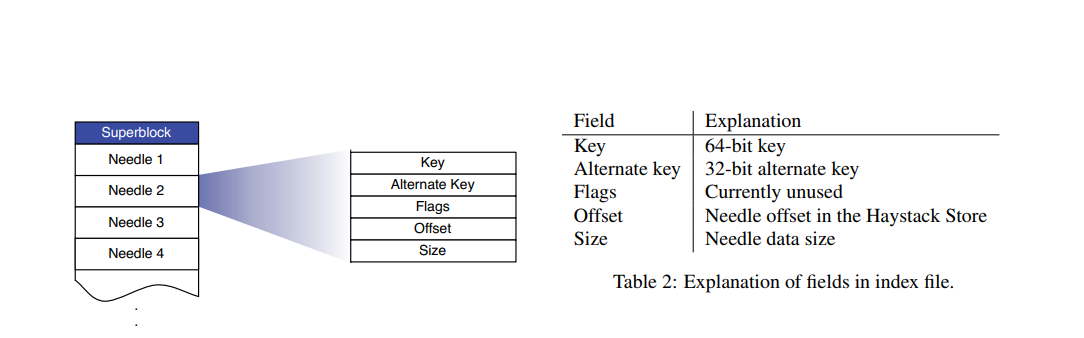 Superblock
Needle 1
Needle 2
Needle 3
Needle 4
.
.
Key
Alternate Key
Flags
Offset
Size
Field Explanation
Key 64-bit key
Alternate key 32-bit alternate key
Flags Currently unused
Offset Needle offset in the Haystack Store
Size Needle data size
Table 2: Explanation of fields in index file.